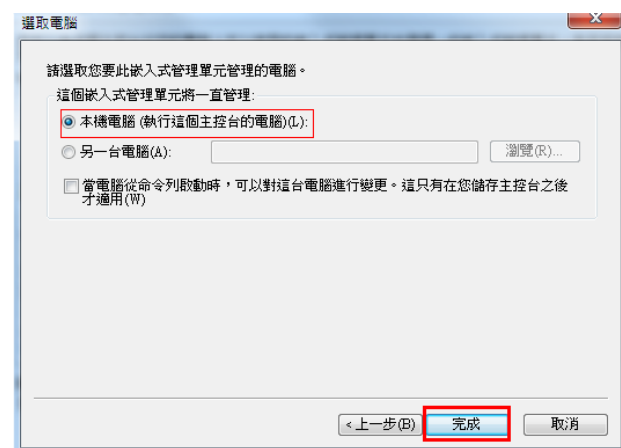 選取電腦
請選取您要此嵌入式管理單元管理的電腦。
這個嵌入式管理單元將一直管理:
本機電腦 (執行這個主控台的電腦)(L):
另一台電腦(A):
瀏覽(R)...
當電腦從命令列啟動時，可以對這台電腦進行變更。這只有在您儲存主控台之後
才適用(W)
<上一步(B)
完成
取消